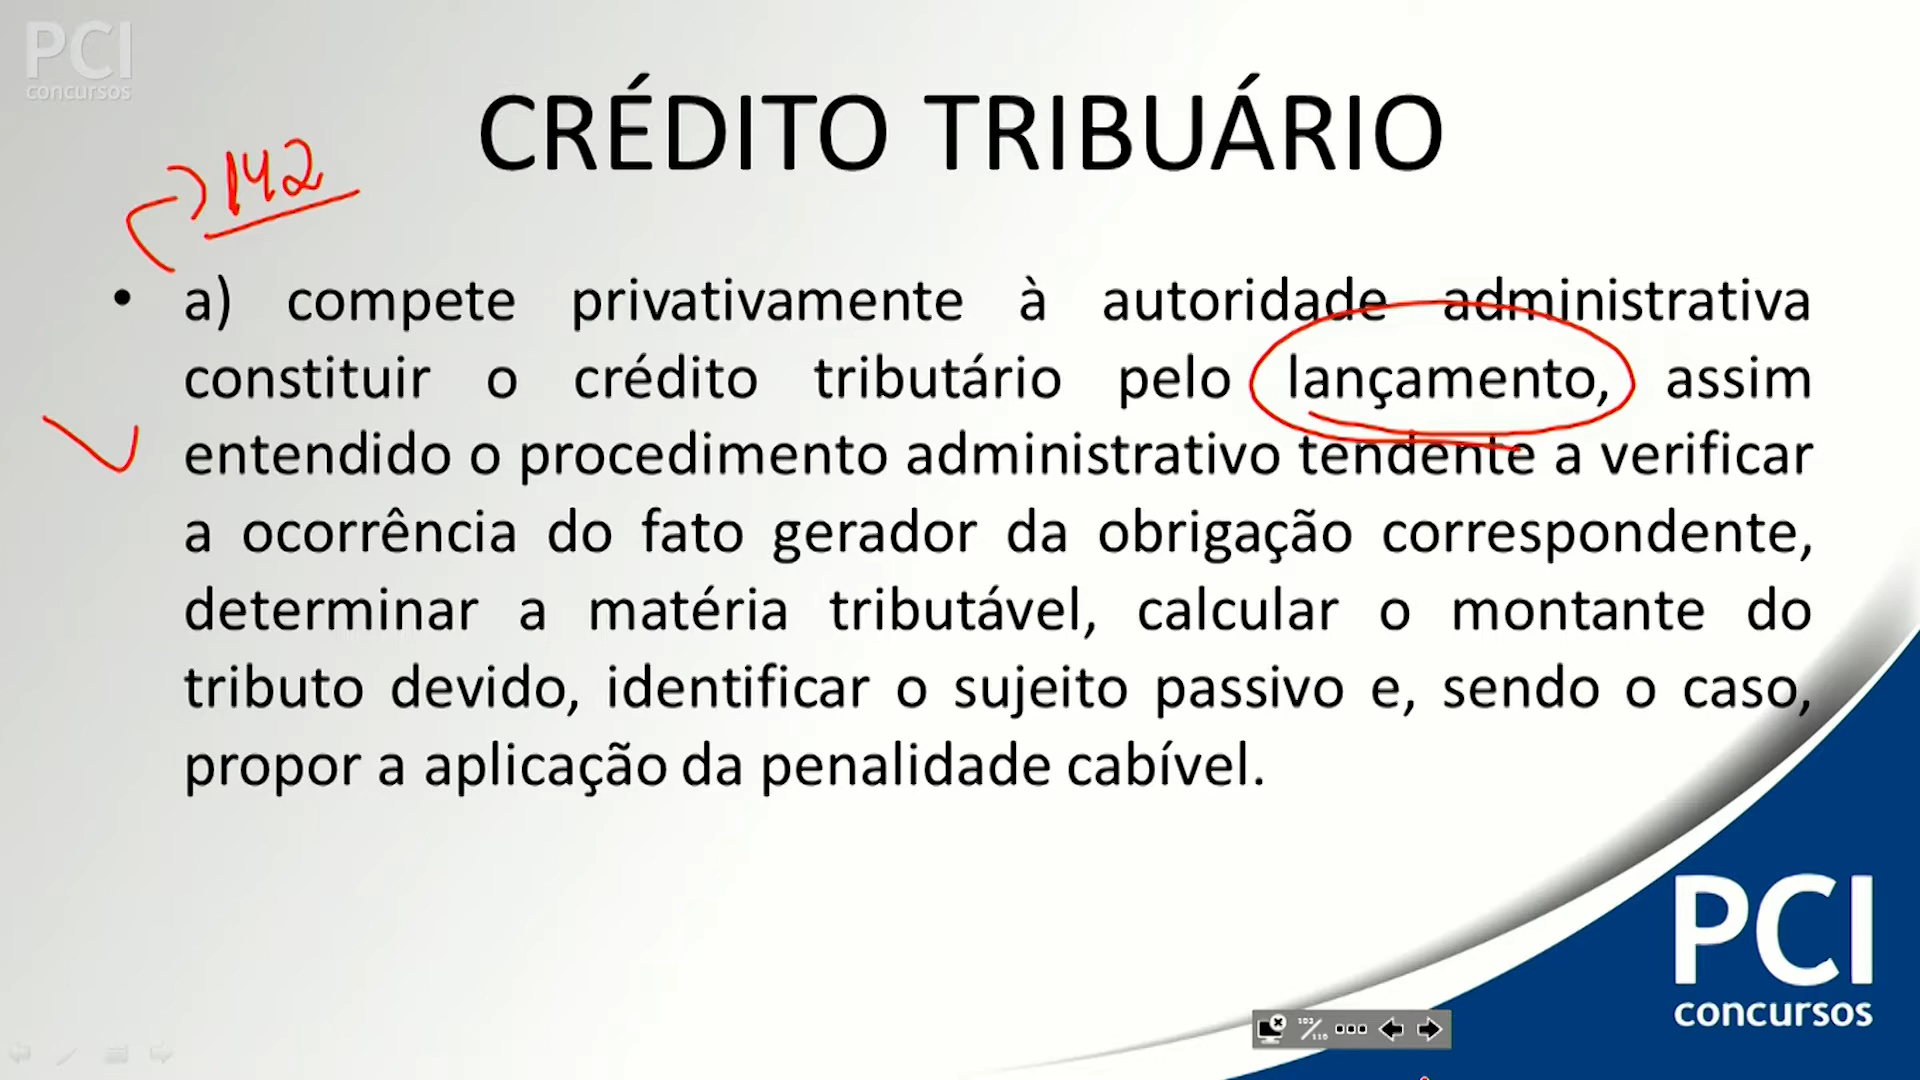 PCI
concursos
CRÉDITO TRIBUÁRIO
142
• a) compete privativamente à autoridade administrativa
constituir o crédito tributário pelo lançamento, assim
entendido o procedimento administrativo tendente a verificar
a ocorrência do fato gerador da obrigação correspondente,
determinar a matéria tributável, calcular o montante do
tributo devido, identificar o sujeito passivo e, sendo o caso,
propor a aplicação da penalidade cabível.
PCI
concursos